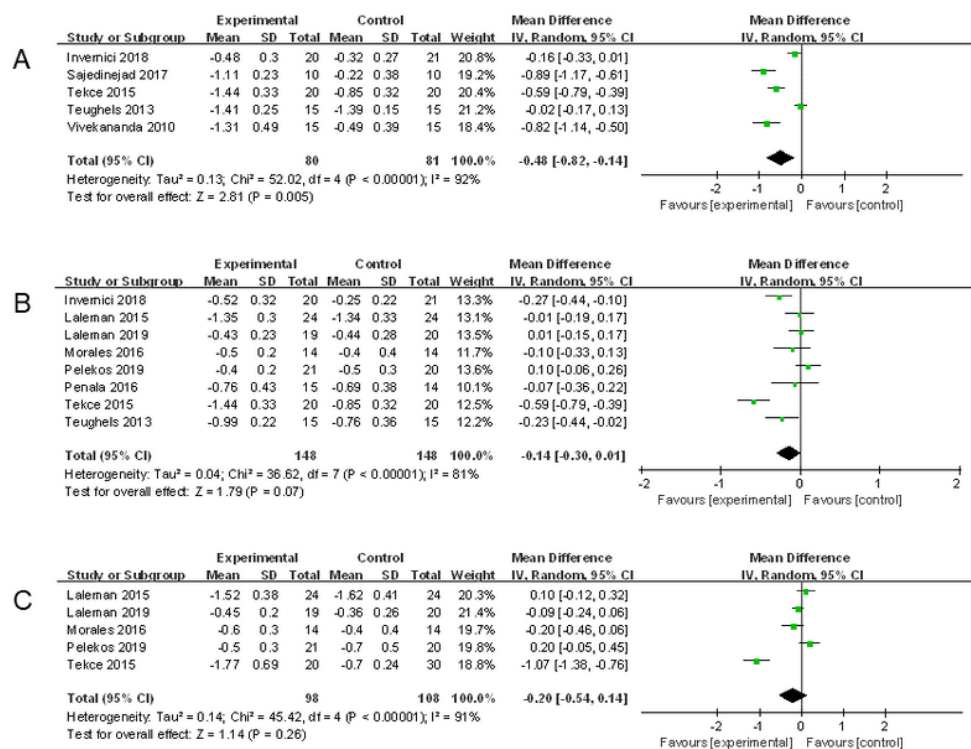 A
Experimental Control Mean Difference Mean Difference
Study or Subgroup Mean SD Total Mean SD Total Weight IV, Random, 95% CI IV, Random, 95% CI
Invernici 2018 -0.48 0.3 20 -0.32 0.27 21 20.8% -0.16 [-0.33, 0.01]
Sajedinejad 2017 -1.11 0.23 10 -0.22 0.38 10 19.2% -0.89 [-1.17, -0.61]
Tekce 2015 -1.44 0.33 20 -0.85 0.32 20 20.4% -0.59 [-0.79, -0.39]
Teughels 2013 -1.41 0.25 15 -1.39 0.15 15 21.2% -0.02 [-0.17, 0.13]
Vivekananda 2010 -1.31 0.49 15 -0.49 0.39 15 18.4% -0.82 [-1.14, -0.50]
Total (95% CI) 80 81 100.0% -0.48 [-0.82, -0.14]
Heterogeneity: Tau² = 0.13; Chi² = 52.02, df = 4 (P < 0.00001); I² = 92%
Test for overall effect: Z = 2.81 (P = 0.005)
-2 -1 0 1 2
Favours [experimental] Favours [control]
B
Experimental Control Mean Difference Mean Difference
Study or Subgroup Mean SD Total Mean SD Total Weight IV, Random, 95% CI IV, Random, 95% CI
Invernici 2018 -0.52 0.32 20 -0.25 0.22 21 13.3% -0.27 [-0.44, -0.10]
Laleman 2015 -1.35 0.3 24 -1.34 0.33 24 13.1% -0.01 [-0.19, 0.17]
Laleman 2019 -0.43 0.23 19 -0.44 0.28 20 13.5% 0.01 [-0.15, 0.17]
Morales 2016 -0.5 0.2 14 -0.4 0.4 14 11.7% -0.10 [-0.33, 0.13]
Pelekos 2019 -0.4 0.2 21 -0.5 0.3 20 13.6% 0.10 [-0.06, 0.26]
Penala 2016 -0.76 0.43 15 -0.69 0.38 14 10.1% -0.07 [-0.36, 0.22]
Tekce 2015 -1.44 0.33 20 -0.85 0.32 20 12.5% -0.59 [-0.79, -0.39]
Teughels 2013 -0.99 0.22 15 -0.76 0.36 15 12.2% -0.23 [-0.44, -0.02]
Total (95% CI) 148 148 100.0% -0.14 [-0.30, 0.01]
Heterogeneity: Tau² = 0.04; Chi² = 36.62, df = 7 (P < 0.00001); I² = 81%
Test for overall effect: Z = 1.79 (P = 0.07)
-2 -1 0 1 2
Favours [experimental] Favours [control]
C
Experimental Control Mean Difference Mean Difference
Study or Subgroup Mean SD Total Mean SD Total Weight IV, Random, 95% CI IV, Random, 95% CI
Laleman 2015 -1.52 0.38 24 -1.62 0.41 24 20.3% 0.10 [-0.12, 0.32]
Laleman 2019 -0.45 0.2 19 -0.36 0.26 20 21.4% -0.09 [-0.24, 0.06]
Morales 2016 -0.6 0.3 14 -0.4 0.4 14 19.7% -0.20 [-0.46, 0.06]
Pelekos 2019 -0.5 0.3 21 -0.7 0.5 20 19.8% 0.20 [-0.05, 0.45]
Tekce 2015 -1.77 0.69 20 -0.7 0.24 30 18.8% -1.07 [-1.38, -0.76]
Total (95% CI) 98 108 100.0% -0.20 [-0.54, 0.14]
Heterogeneity: Tau² = 0.14; Chi² = 45.42, df = 4 (P < 0.00001); I² = 91%
Test for overall effect: Z = 1.14 (P = 0.26)
-2 -1 0 1 2
Favours [experimental] Favours [control]